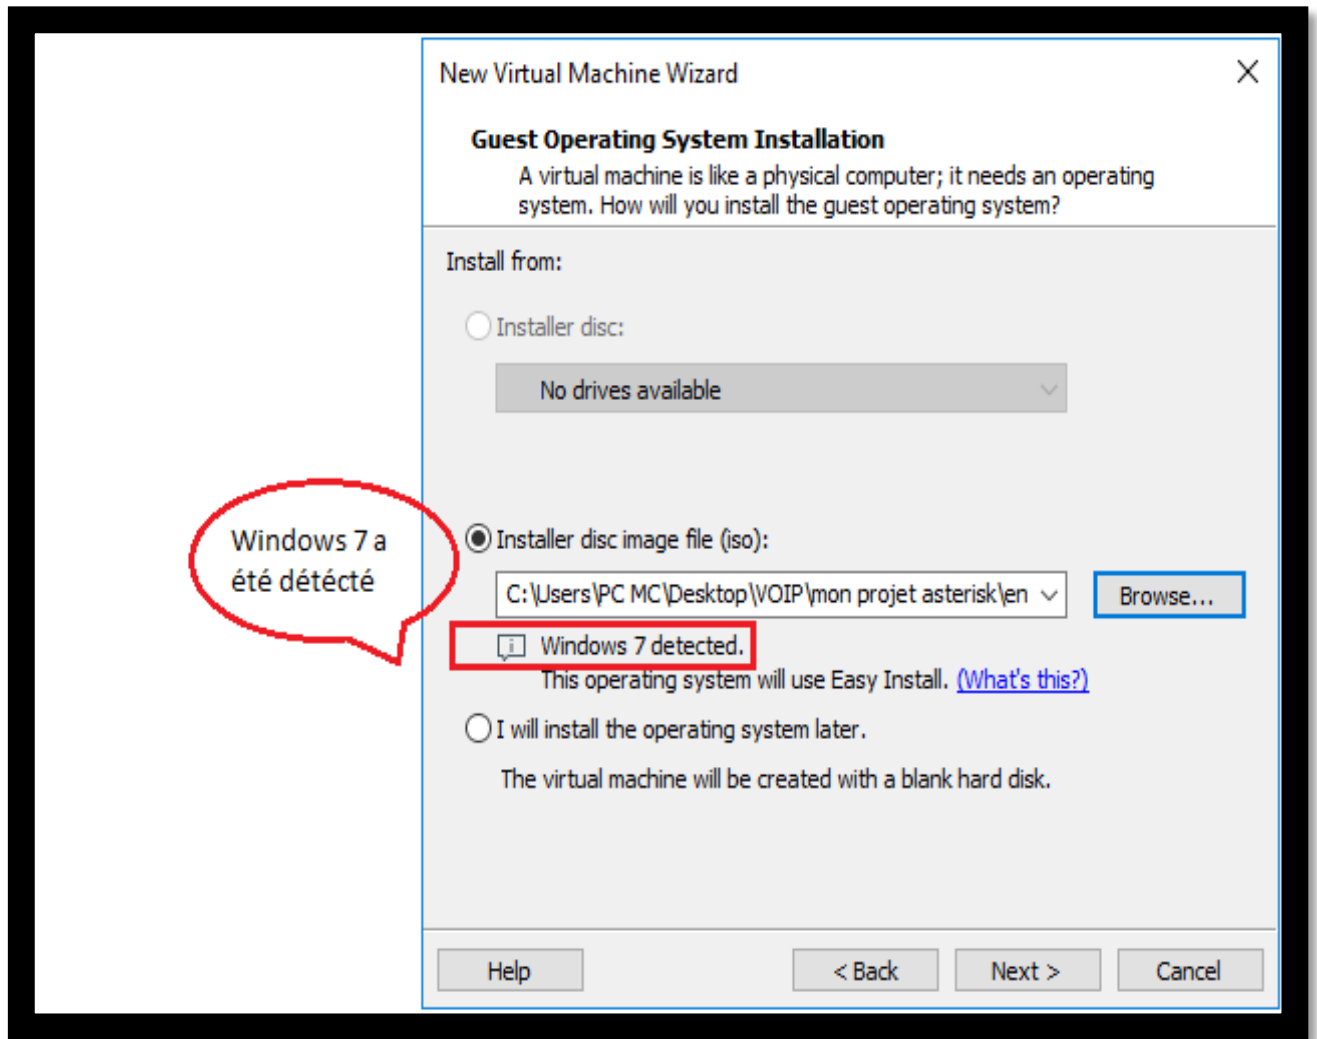 New Virtual Machine Wizard
Guest Operating System Installation
A virtual machine is like a physical computer; it needs an operating
system. How will you install the guest operating system?
Install from:
Installer disc:
No drives available
Windows 7 a
été détécté
Installer disc image file (iso):
C:\Users\PC MC\Desktop\VOIP\mon projet asterisk\en
Browse...
Windows 7 detected.
This operating system will use Easy Install. (What's this?)
I will install the operating system later.
The virtual machine will be created with a blank hard disk.
Help
< Back
Next >
Cancel